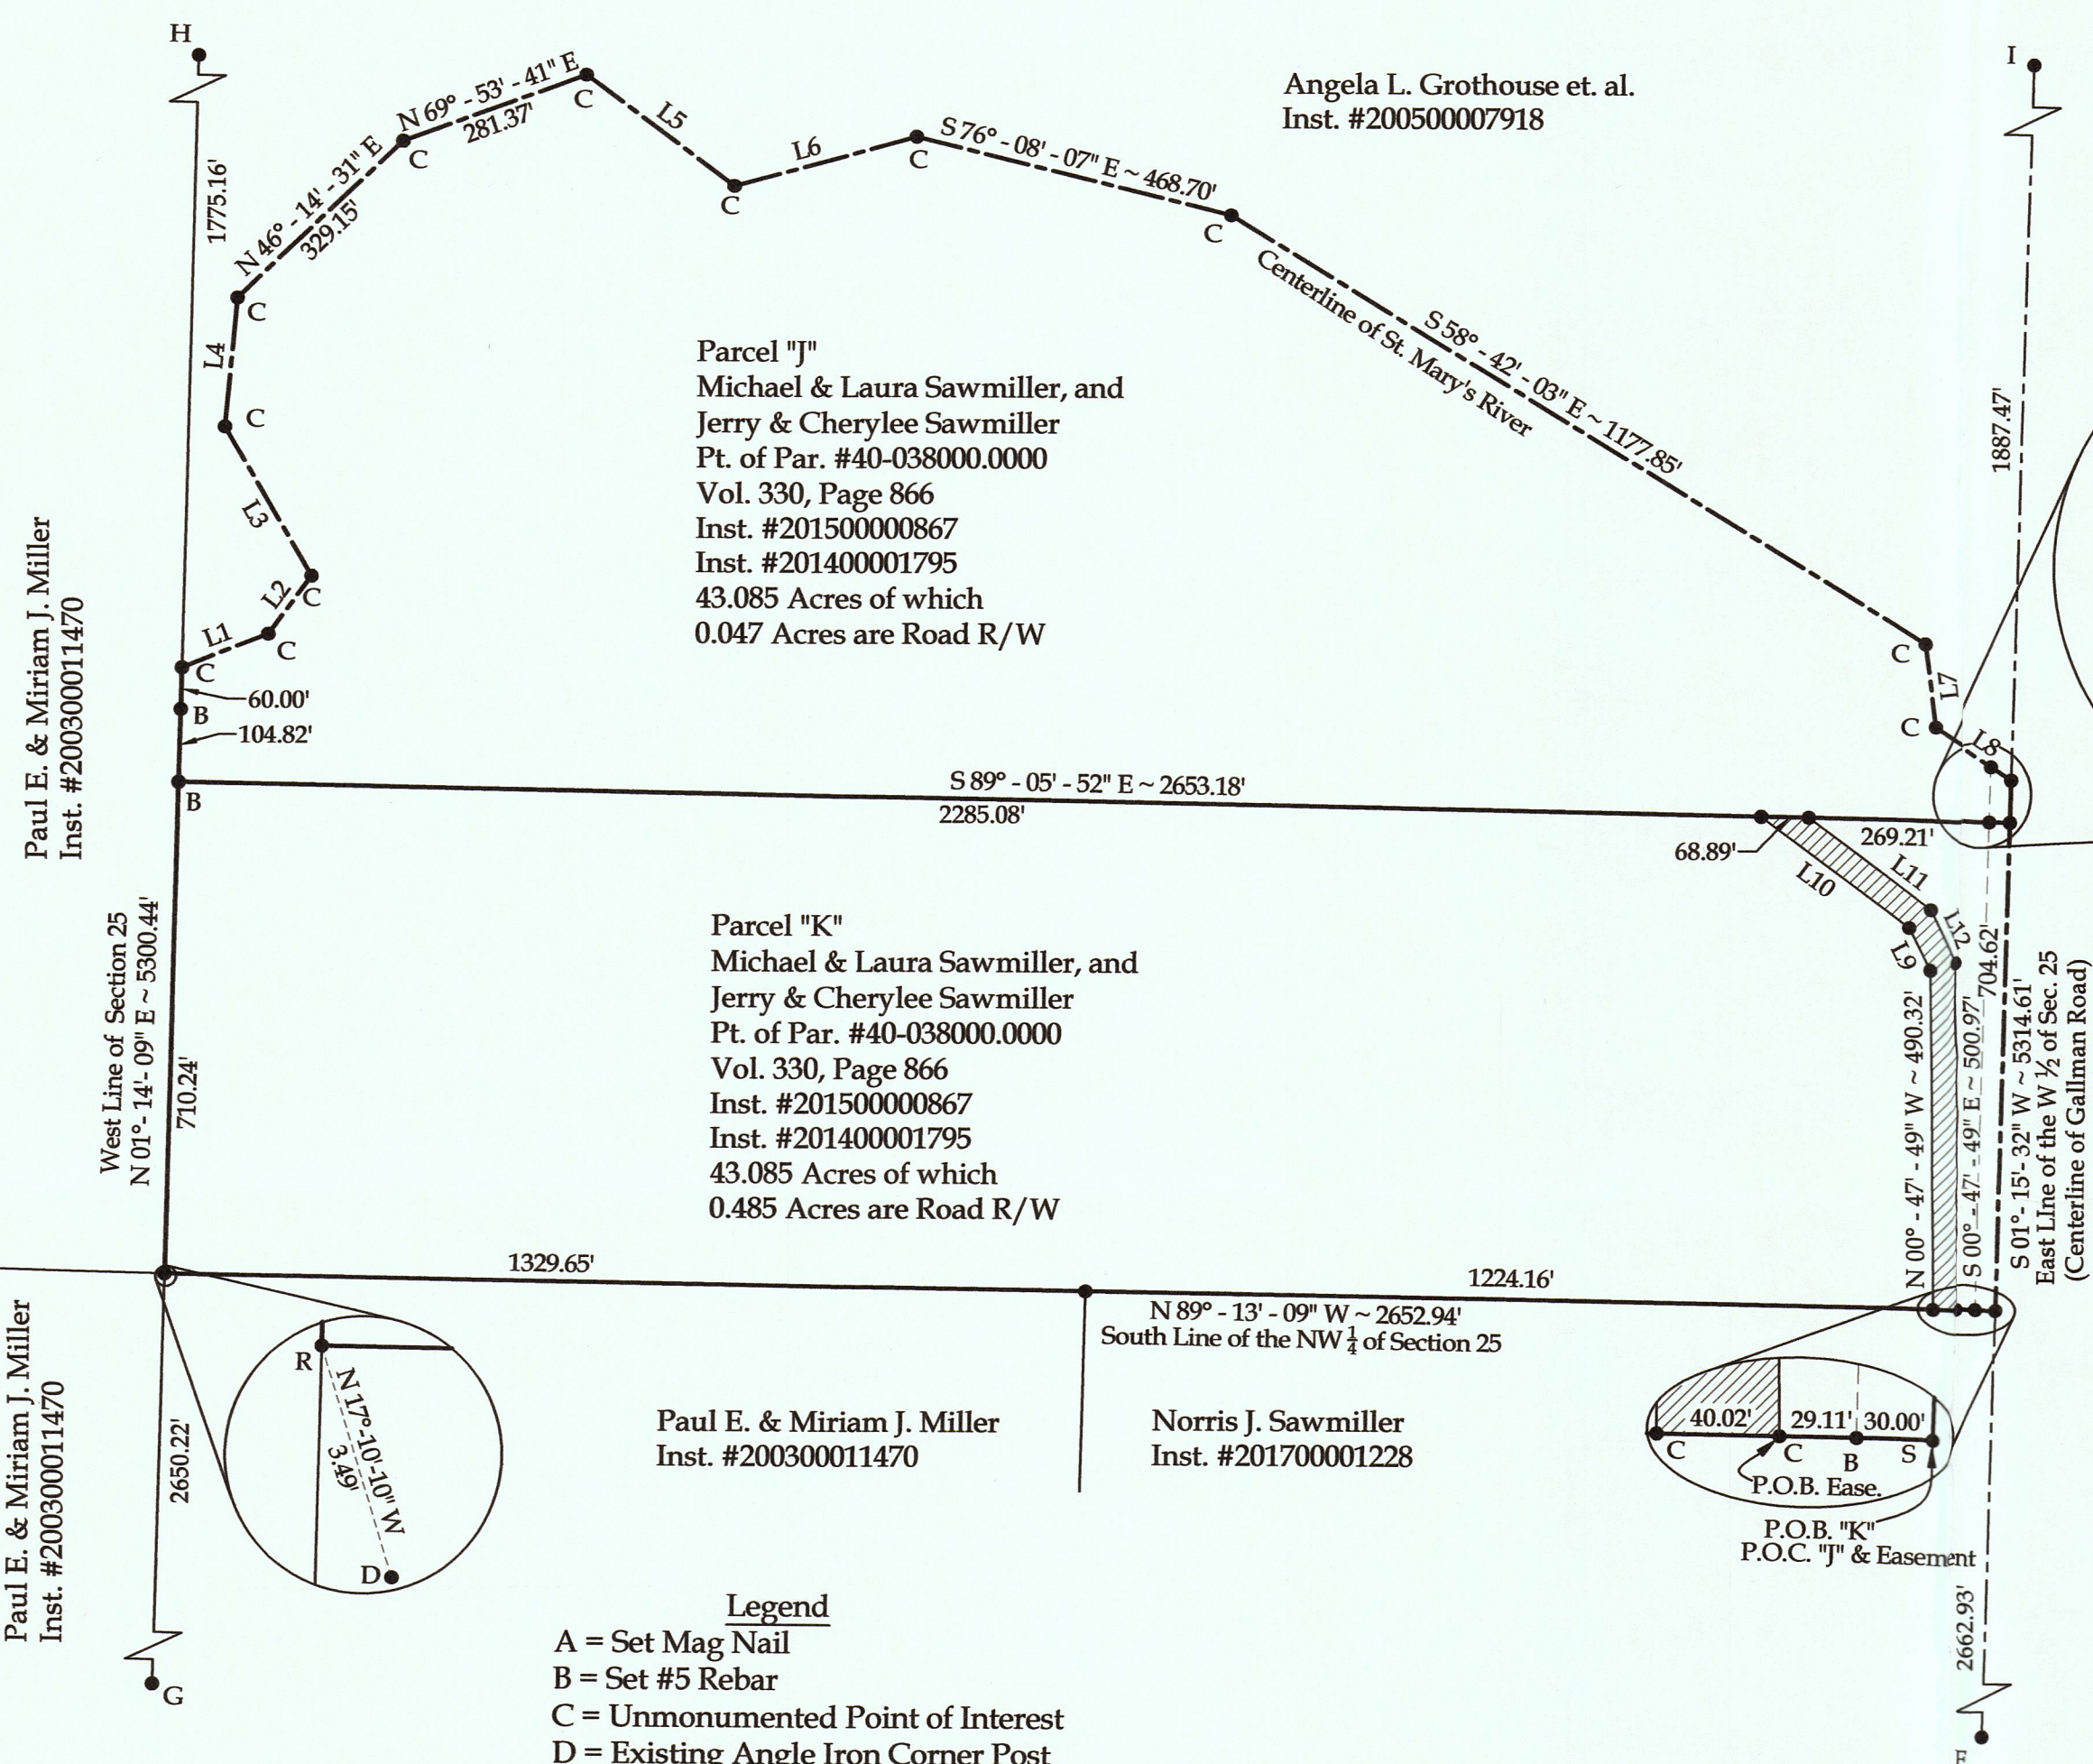 H
I
Angela L. Grothouse et. al.
Inst. #200500007918
N 69° - 53' - 41" E
281.37'
C
C
L5
L6
C
C
S 76° - 08' - 07" E ~ 468.70'
C
1775.16'
N 46° - 14' - 31" E
329.15'
C
L4
C
L3
C
L2
C
L1
C
60.00'
B
104.82'
B
Centerline of St. Mary's River
S 58° - 42' - 03" E ~ 1177.85'
1887.47'
C
L7
C
L8
Parcel "J"
Michael & Laura Sawmiller, and
Jerry & Cherylee Sawmiller
Pt. of Par. #40-038000.0000
Vol. 330, Page 866
Inst. #201500000867
Inst. #201400001795
43.085 Acres of which
0.047 Acres are Road R/W
Paul E. & Miriam J. Miller
Inst. #200300011470
S 89° - 05' - 52" E ~ 2653.18'
2285.08'
68.89'
269.21'
L10
L11
L12
L9
704.62'
Parcel "K"
Michael & Laura Sawmiller, and
Jerry & Cherylee Sawmiller
Pt. of Par. #40-038000.0000
Vol. 330, Page 866
Inst. #201500000867
Inst. #201400001795
43.085 Acres of which
0.485 Acres are Road R/W
West Line of Section 25
N 01° - 14' - 09" E ~ 5300.44'
710.24'
N 00° - 47' - 49" W ~ 490.32'
S 00° - 47' - 49" E ~ 500.97'
S 01° - 15' - 32" W ~ 5314.61'
East LIne of the W ½ of Sec. 25
(Centerline of Gallman Road)
1329.65'
1224.16'
N 89° - 13' - 09" W ~ 2652.94'
South Line of the NW ¼ of Section 25
R
N 17°-10'-10" W
3.49'
D
Paul E. & Miriam J. Miller
Inst. #200300011470
Paul E. & Miriam J. Miller
Inst. #200300011470
Norris J. Sawmiller
Inst. #201700001228
40.02'
29.11'
30.00'
C
C
B
S
P.O.B. Ease.
P.O.B. "K"
P.O.C. "J" & Easement
2650.22'
2662.93'
G
Legend
A = Set Mag Nail
B = Set #5 Rebar
C = Unmonumented Point of Interest
D = Existing Angle Iron Corner Post